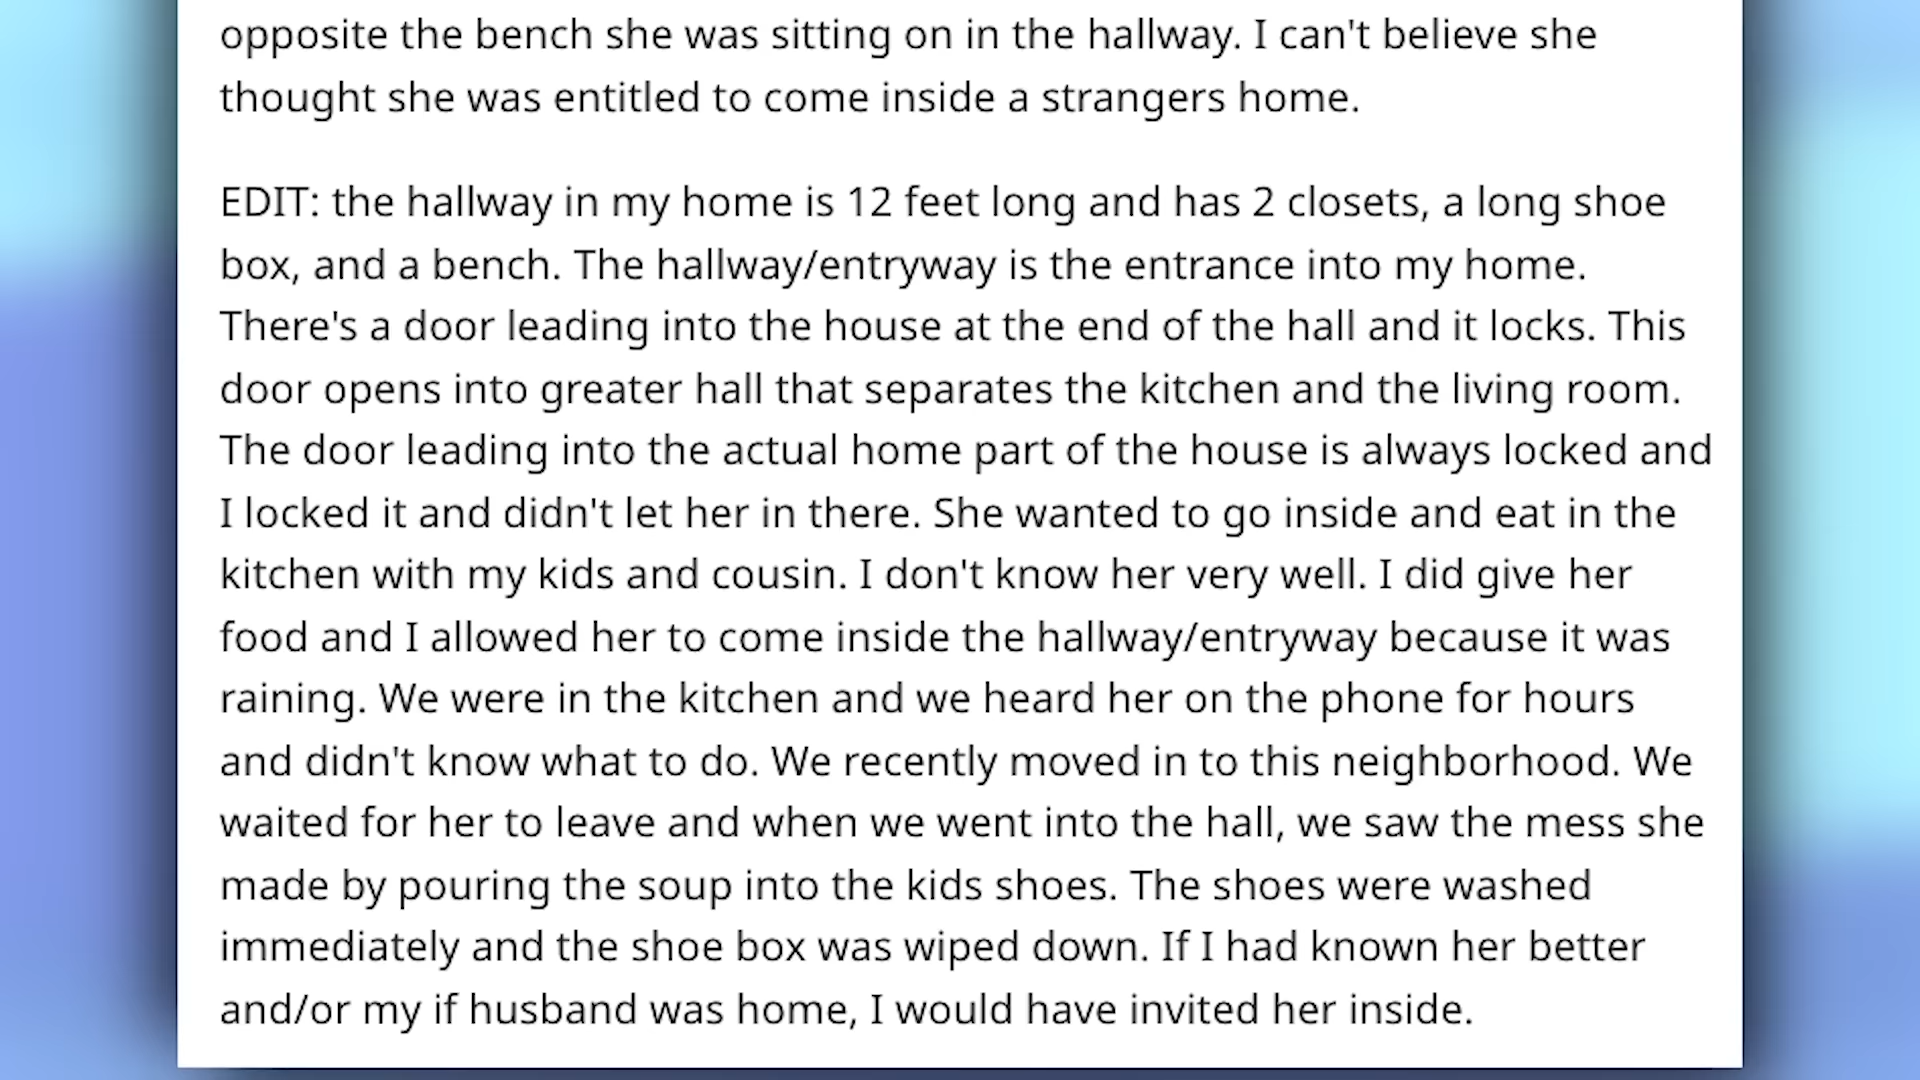 opposite the bench she was sitting on in the hallway. I can't believe she
thought she was entitled to come inside a strangers home.
EDIT: the hallway in my home is 12 feet long and has 2 closets, a long shoe
box, and a bench. The hallway/entryway is the entrance into my home.
There's a door leading into the house at the end of the hall and it locks. This
door opens into greater hall that separates the kitchen and the living room.
The door leading into the actual home part of the house is always locked and
I locked it and didn't let her in there. She wanted to go inside and eat in the
kitchen with my kids and cousin. I don't know her very well. I did give her
food and I allowed her to come inside the hallway/entryway because it was
raining. We were in the kitchen and we heard her on the phone for hours
and didn't know what to do. We recently moved in to this neighborhood. We
waited for her to leave and when we went into the hall, we saw the mess she
made by pouring the soup into the kids shoes. The shoes were washed
immediately and the shoe box was wiped down. If I had known her better
and/or my if husband was home, I would have invited her inside.